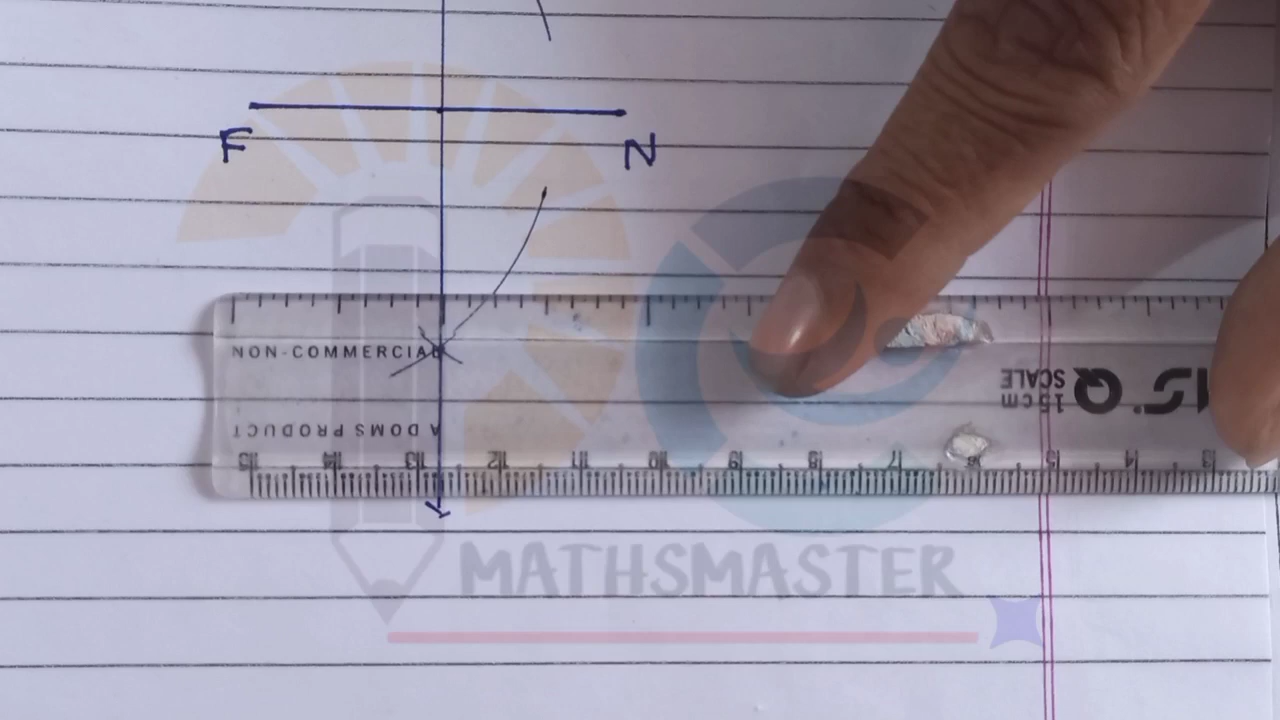 F
N
NON-COMMERCIAL
15 cm
SCALE
A DOMS PRODUCT
15 14 13 12 11 10 9 8 7 6 5 4 3
MATHSMASTER